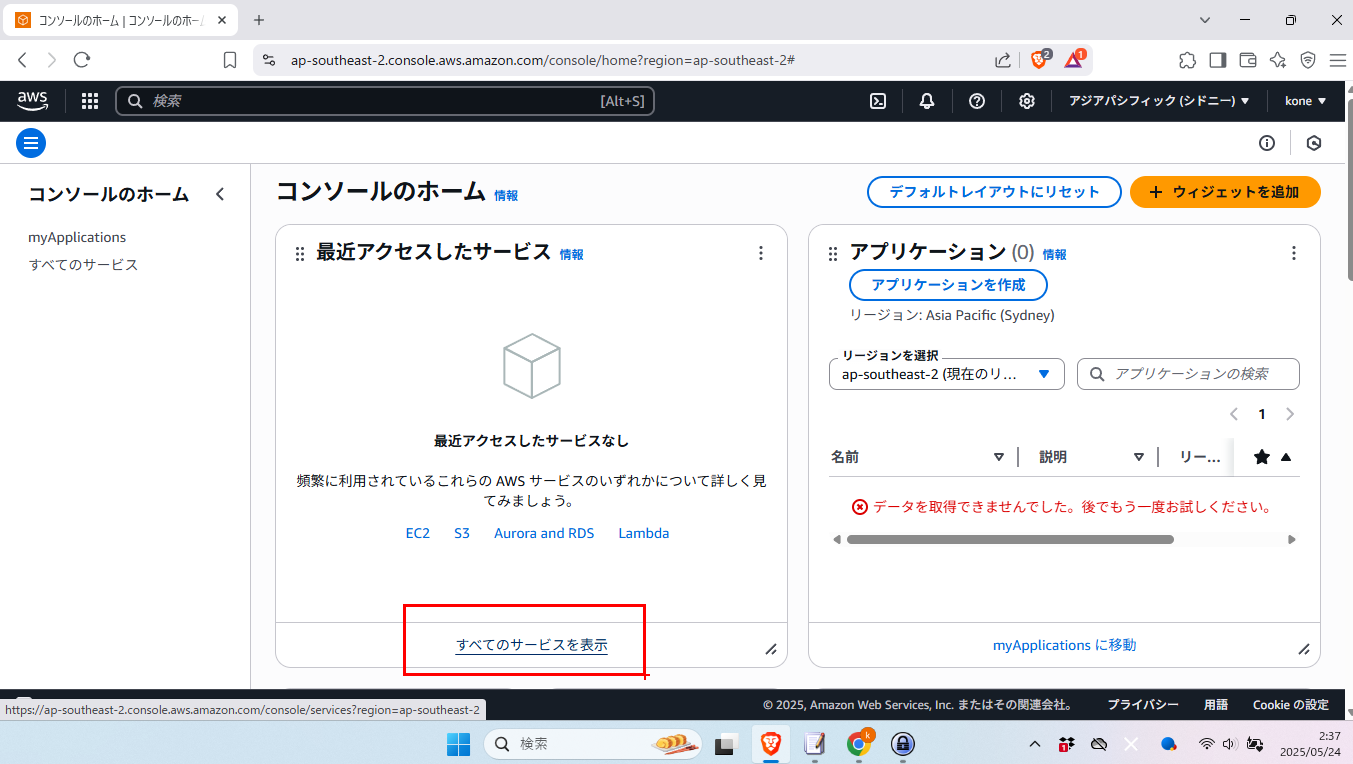 コンソールのホーム | コンソールのホー
ap-southeast-2.console.aws.amazon.com/console/home?region=ap-southeast-2#
2
1
aws
検索
[Alt+S]
アジアパシフィック (シドニー) ▼
kone ▼
コンソールのホーム
myApplications
すべてのサービス
コンソールのホーム 情報
デフォルトレイアウトにリセット
+ ウィジェットを追加
最近アクセスしたサービス 情報
最近アクセスしたサービスなし
頻繁に利用されているこれらの AWS サービスのいずれかについて詳しく見
てみましょう。
EC2 S3 Aurora and RDS Lambda
すべてのサービスを表示
アプリケーション (0) 情報
アプリケーションを作成
リージョン: Asia Pacific (Sydney)
リージョンを選択
ap-southeast-2 (現在のリ...
アプリケーションの検索
1
名前 説明 リー...
データを取得できませんでした。後でもう一度お試しください。
myApplications に移動
© 2025, Amazon Web Services, Inc. またはその関連会社。
プライバシー 用語 Cookie の設定
https://ap-southeast-2.console.aws.amazon.com/console/services?region=ap-southeast-2
検索
k
1
2:37
2025/05/24